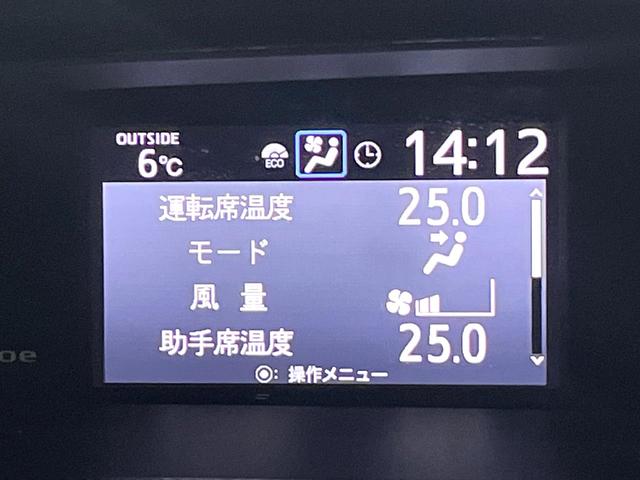 OUTSIDE
6℃ ECO 14:12
運転席温度 25.0
モード
風量
助手席温度 25.0
◉: 操作メニュー
oe